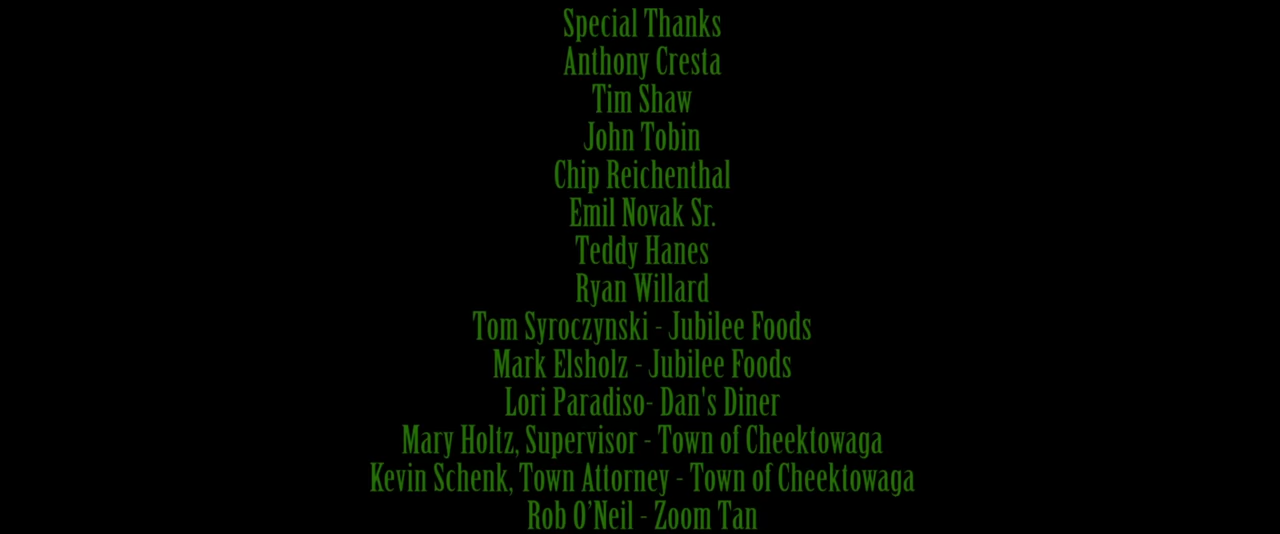 Special Thanks
Anthony Cresta
Tim Shaw
John Tobin
Chip Reichenthal
Emil Novak Sr.
Teddy Hanes
Ryan Willard
Tom Syroczynski - Jubilee Foods
Mark Elsholz - Jubilee Foods
Lori Paradiso- Dan's Diner
Mary Holtz, Supervisor - Town of Cheektowaga
Kevin Schenk, Town Attorney - Town of Cheektowaga
Rob O’Neil - Zoom Tan